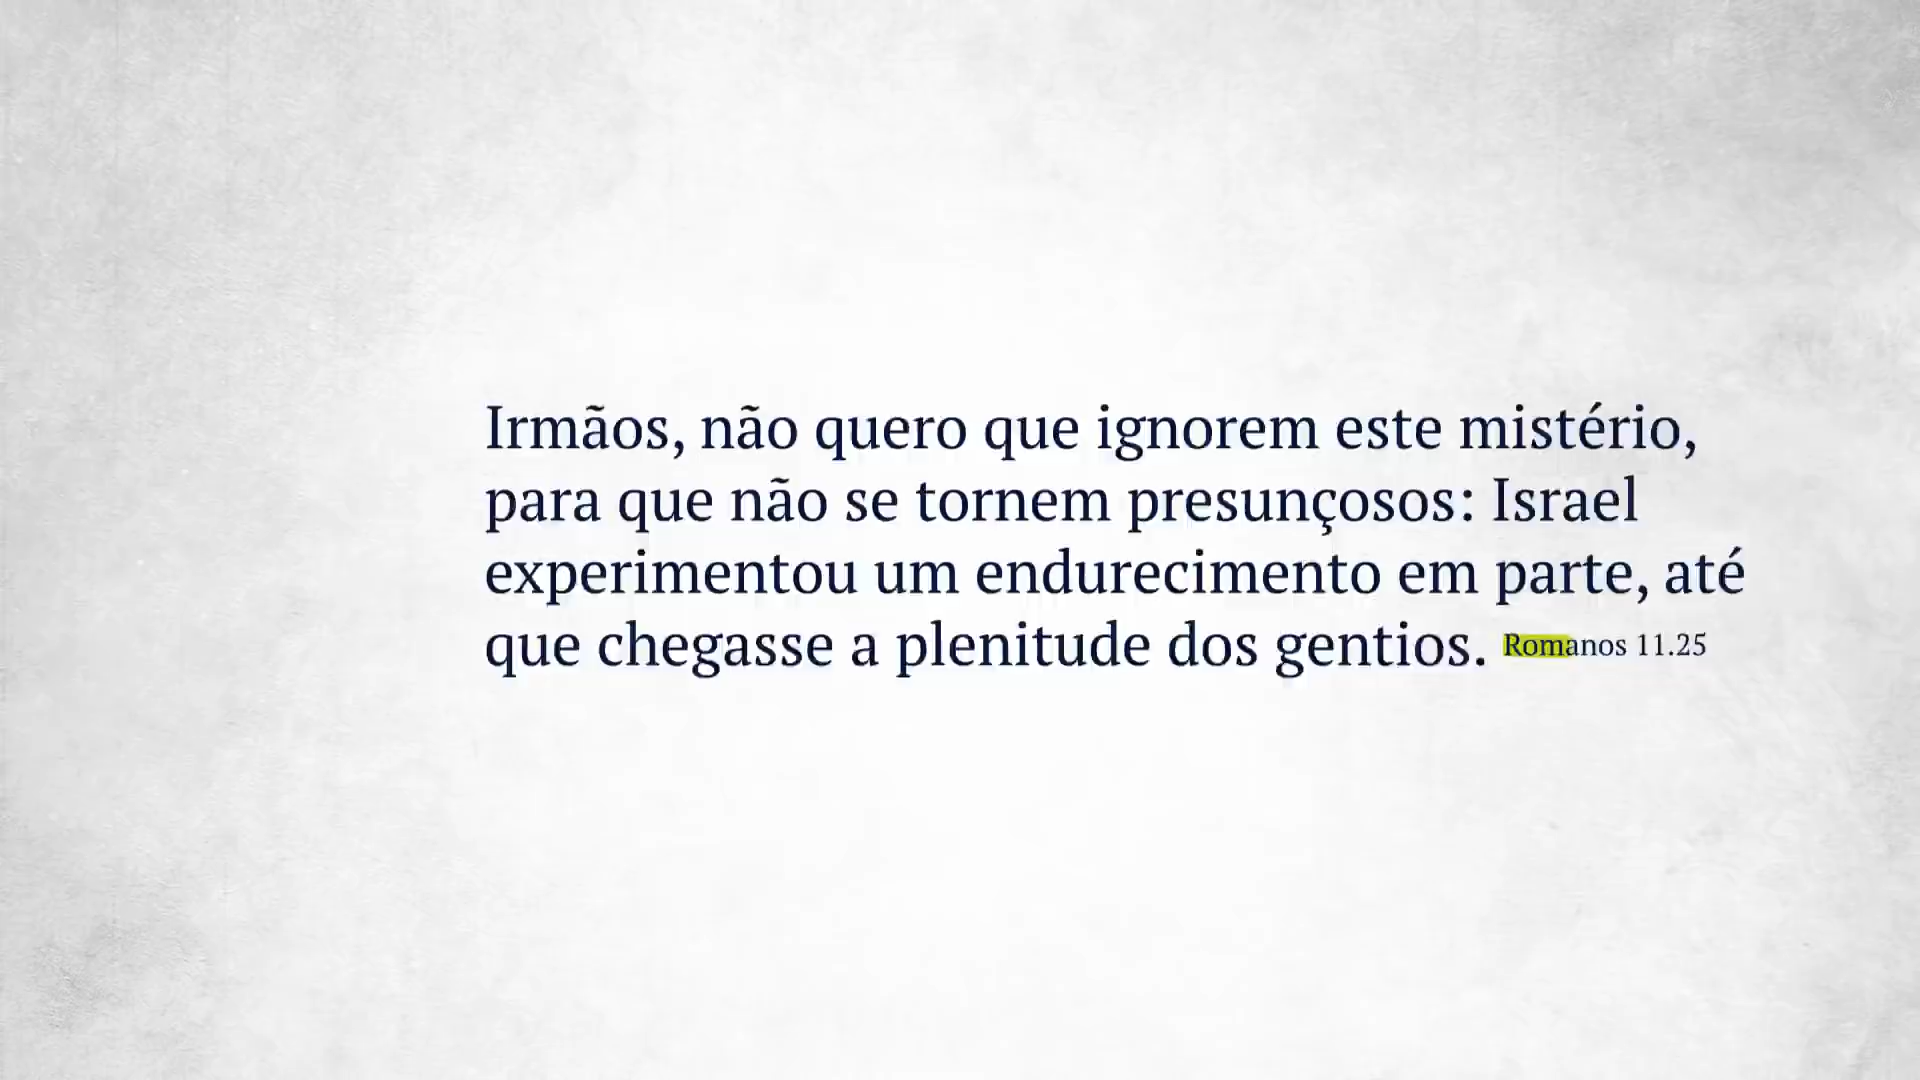 Irmãos, não quero que ignorem este mistério,
para que não se tornem presunçosos: Israel
experimentou um endurecimento em parte, até
que chegasse a plenitude dos gentios. Romanos 11.25